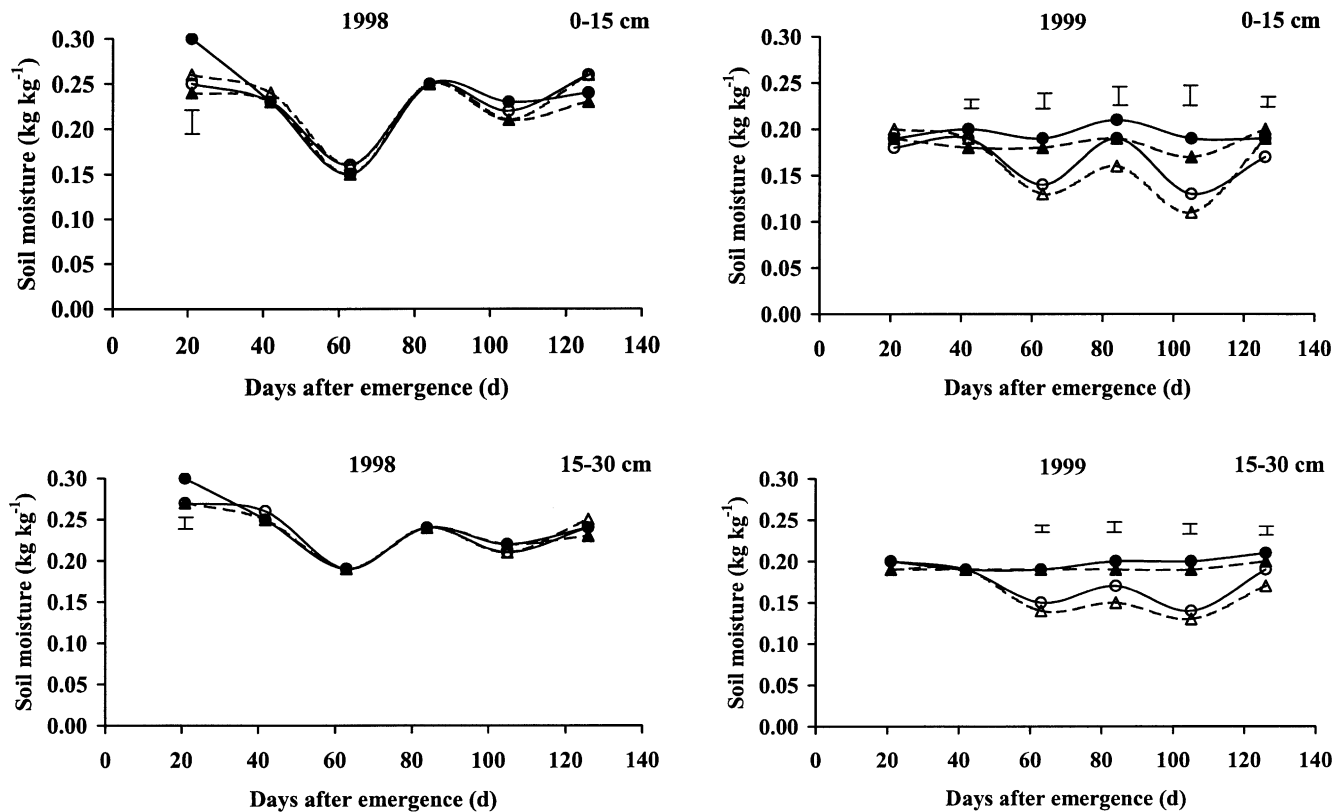 1998 0-15 cm
0.30
0.25
0.20
0.15
0.10
0.05
0.00
Soil moisture (kg kg⁻¹)
0 20 40 60 80 100 120 140
Days after emergence (d)
1999 0-15 cm
0.30
0.25
0.20
0.15
0.10
0.05
0.00
Soil moisture (kg kg⁻¹)
0 20 40 60 80 100 120 140
Days after emergence (d)
1998 15-30 cm
0.30
0.25
0.20
0.15
0.10
0.05
0.00
Soil moisture (kg kg⁻¹)
0 20 40 60 80 100 120 140
Days after emergence (d)
1999 15-30 cm
0.30
0.25
0.20
0.15
0.10
0.05
0.00
Soil moisture (kg kg⁻¹)
0 20 40 60 80 100 120 140
Days after emergence (d)